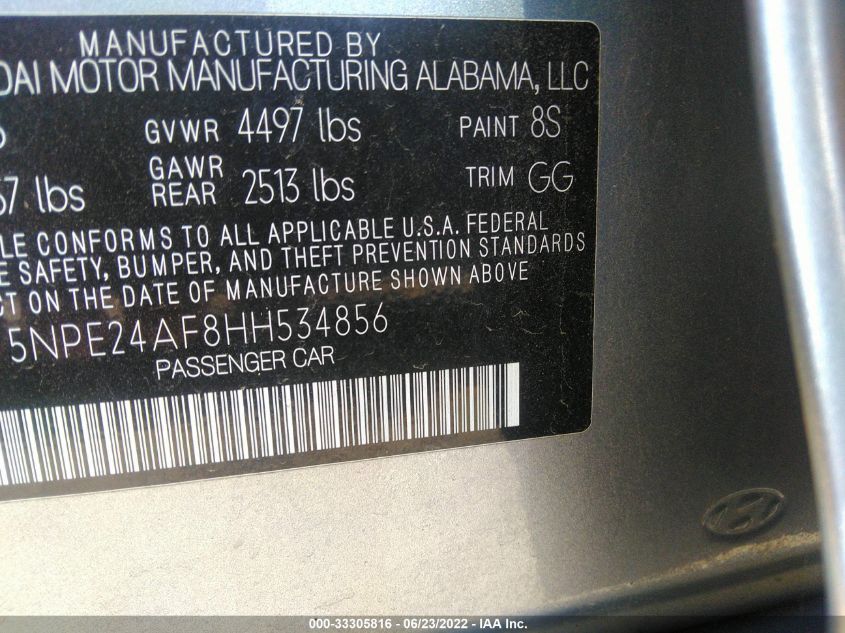 MANUFACTURED BY
DAI MOTOR MANUFACTURING ALABAMA, LLC
GVWR 4497 lbs PAINT 8S
57 lbs GAWR REAR 2513 lbs TRIM GG
LE CONFORMS TO ALL APPLICABLE U.S.A. FEDERAL
E SAFETY, BUMPER, AND THEFT PREVENTION STANDARDS
CT ON THE DATE OF MANUFACTURE SHOWN ABOVE
5NPE24AF8HH534856
PASSENGER CAR
000-33305816 - 06/23/2022 - IAA Inc.